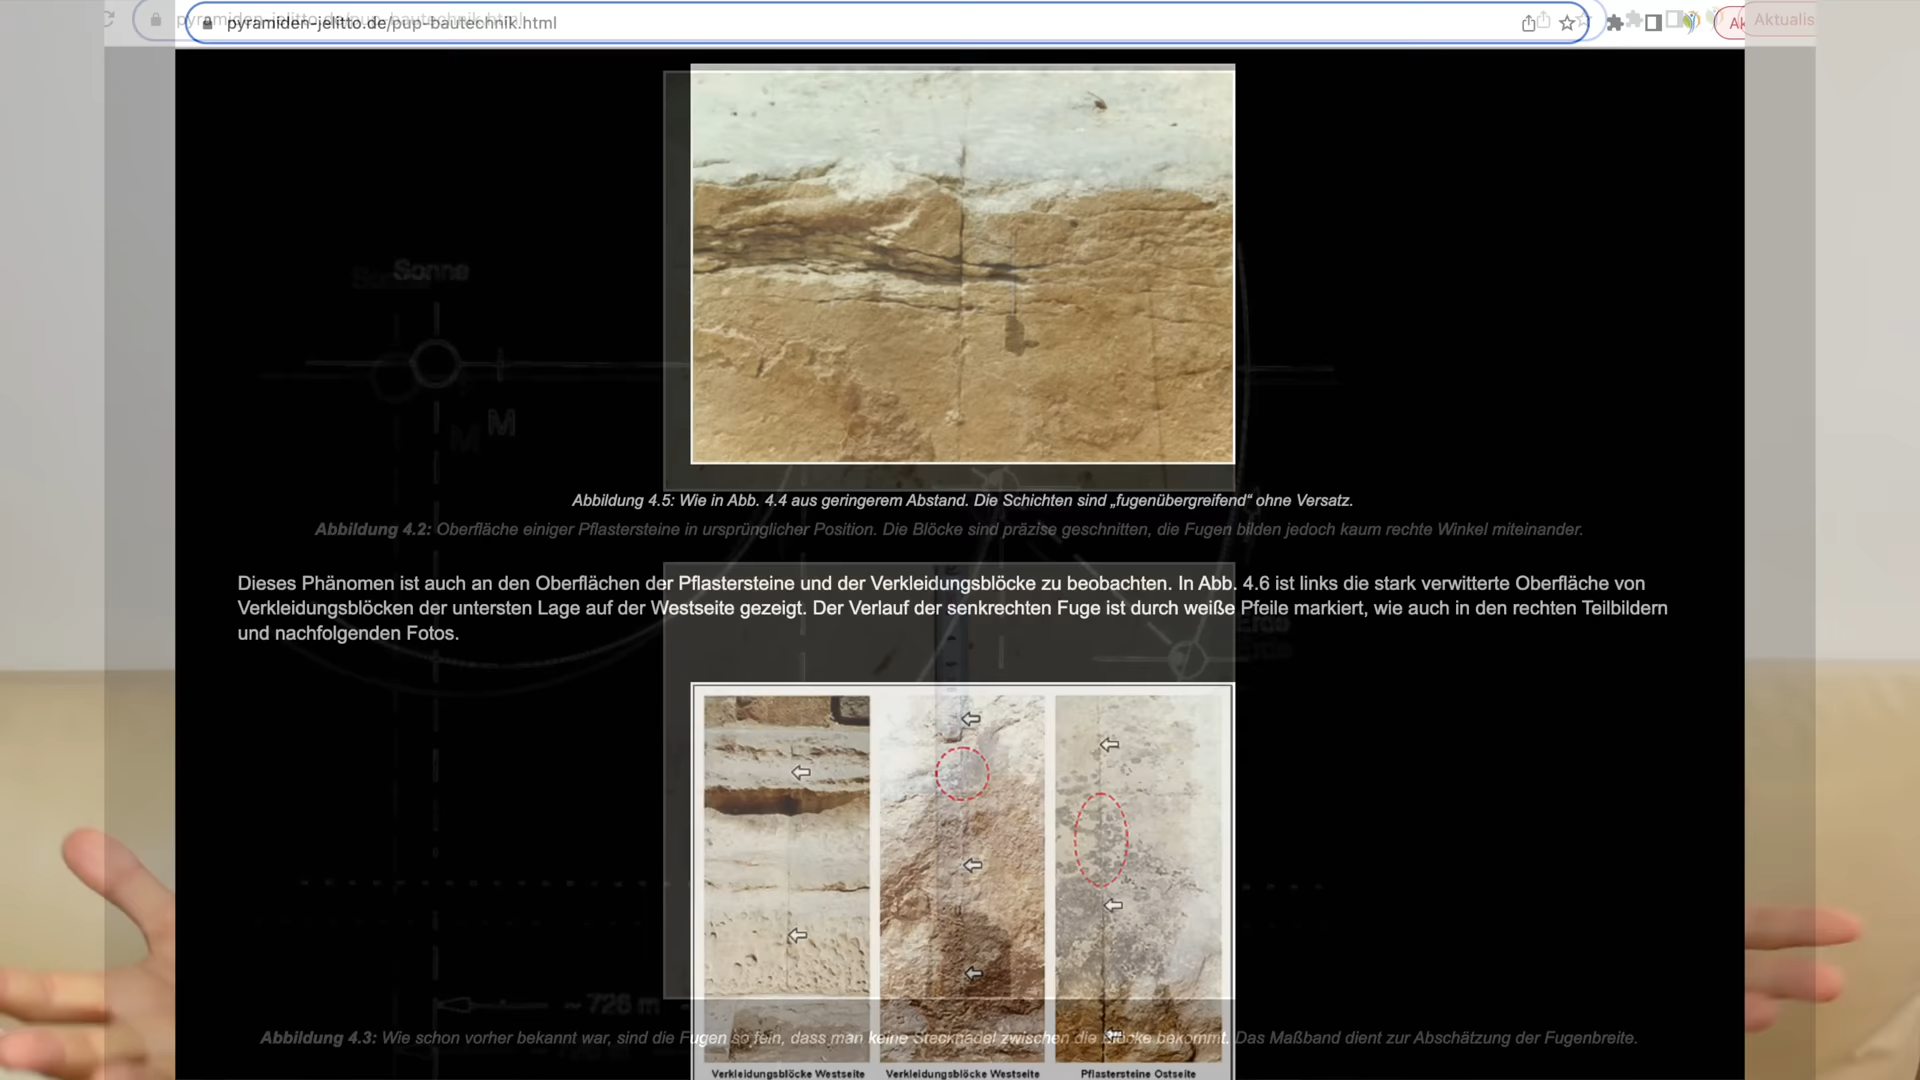 pyramiden-jelitto.de/pup-bautechnik.html
Aktualis
Sonne
M
M
Abbildung 4.5: Wie in Abb. 4.4 aus geringerem Abstand. Die Schichten sind „fugenübergreifend“ ohne Versatz.
Abbildung 4.2: Oberfläche einiger Pflastersteine in ursprünglicher Position. Die Blöcke sind präzise geschnitten, die Fugen bilden jedoch kaum rechte Winkel miteinander.
Dieses Phänomen ist auch an den Oberflächen der Pflastersteine und der Verkleidungsblöcke zu beobachten. In Abb. 4.6 ist links die stark verwitterte Oberfläche von
Verkleidungsblöcken der untersten Lage auf der Westseite gezeigt. Der Verlauf der senkrechten Fuge ist durch weiße Pfeile markiert, wie auch in den rechten Teilbildern
und nachfolgenden Fotos.
Erde
Erde
~ 726 m
Abbildung 4.3: Wie schon vorher bekannt war, sind die Fugen so fein, dass man keine Stecknadel zwischen die Blöcke bekommt. Das Maßband dient zur Abschätzung der Fugenbreite.
Verkleidungsblöcke Westseite Verkleidungsblöcke Westseite Pflastersteine Ostseite